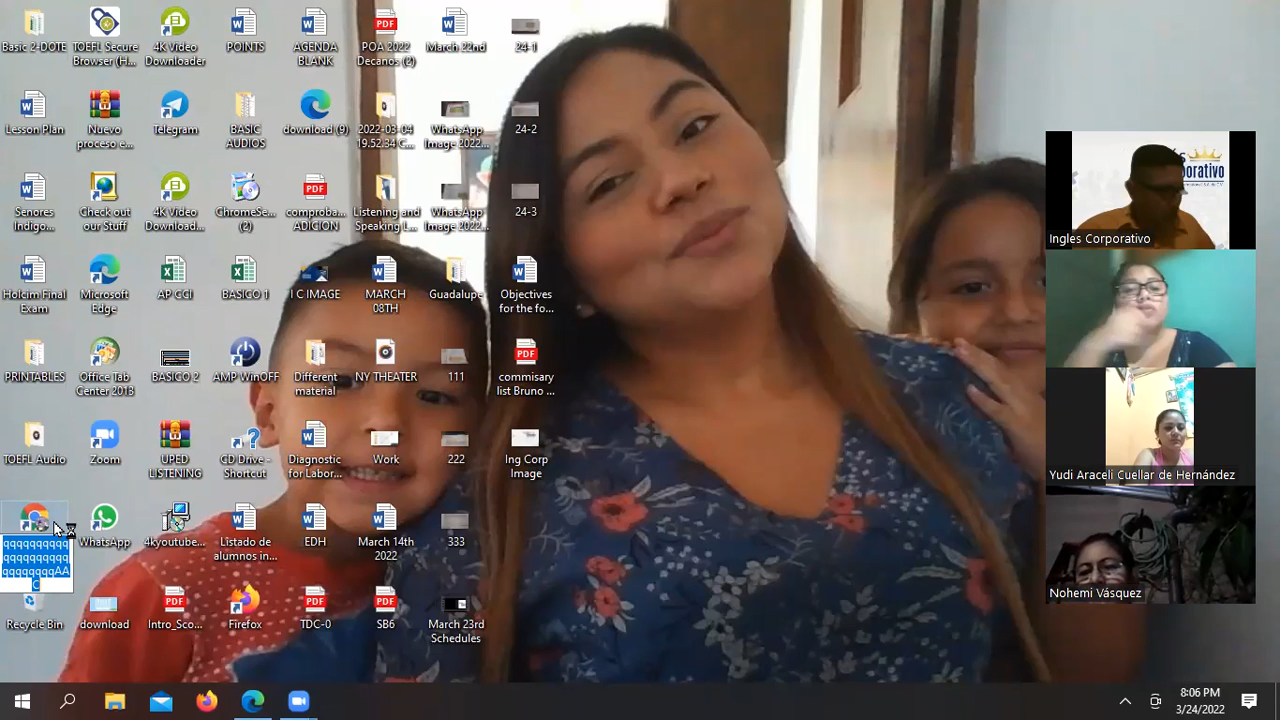 Basic 2-DOTE
TOEFL Secure
Browser (H...
4K Video
Downloader
POINTS
AGENDA
BLANK
POA 2022
Decanos (2)
March 22nd
24-1
Lesson Plan
Nuevo
proceso e...
Telegram
BASIC
AUDIOS
download (9)
2022-03-04
19.52.34 C...
WhatsApp
Image 2022...
24-2
Senores
Indigo...
Check out
our Stuff
4K Video
Download...
ChromeSe...
(2)
comproba...
ADICION
Listening and
Speaking L...
WhatsApp
Image 2022...
24-3
Holcim Final
Exam
Microsoft
Edge
AP CCI
BASICO 1
I C IMAGE
MARCH
08TH
Guadalupe
Objectives
for the fo...
PRINTABLES
Office Tab
Center 2013
BASICO 2
AMP WinOFF
Different
material
NY THEATER
111
commisary
list Bruno ...
TOEFL Audio
Zoom
UPED
LISTENING
CD Drive -
Shortcut
Diagnostic
for Labor...
Work
222
Ing Corp
Image
qqqqqqqqqq
qqqqqqqqqq
qqqqqqqqAA
C
WhatsApp
4kyoutube...
Listado de
alumnos in...
EDH
March 14th
2022
333
Recycle Bin
download
Intro_Sco...
Firefox
TDC-0
SB6
March 23rd
Schedules
Ingles Corporativo
Yudi Araceli Cuellar de Hernández
Nohemi Vásquez
8:06 PM
3/24/2022